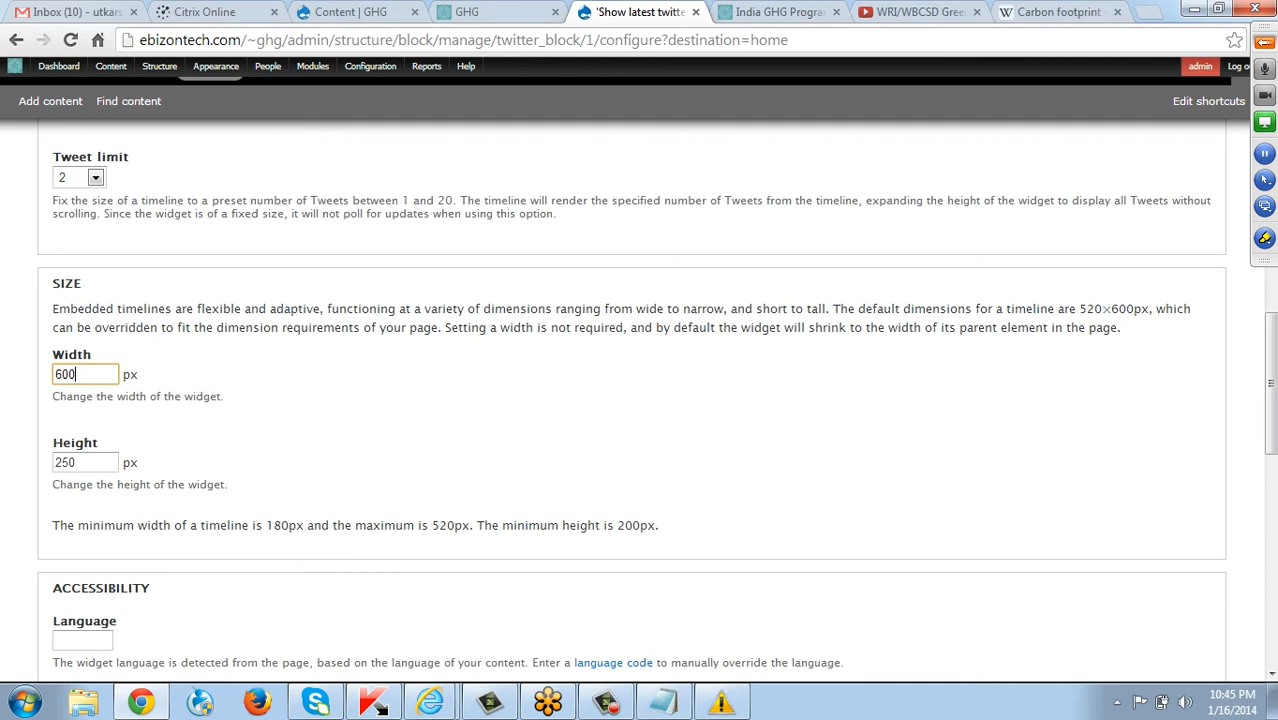 Inbox (10) - utkars
Citrix Online
Content | GHG
GHG
'Show latest twitte
India GHG Progra
WRI/WBCSD Gree
Carbon footprint
ebizontech.com/~ghg/admin/structure/block/manage/twitter_
1/configure?destination=home
Dashboard Content Structure Appearance People Modules Configuration Reports Help
admin Log o
Add content Find content
Edit shortcuts
Tweet limit
2
Fix the size of a timeline to a preset number of Tweets between 1 and 20. The timeline will render the specified number of Tweets from the timeline, expanding the height of the widget to display all Tweets without
scrolling. Since the widget is of a fixed size, it will not poll for updates when using this option.
SIZE
Embedded timelines are flexible and adaptive, functioning at a variety of dimensions ranging from wide to narrow, and short to tall. The default dimensions for a timeline are 520×600px, which
can be overridden to fit the dimension requirements of your page. Setting a width is not required, and by default the widget will shrink to the width of its parent element in the page.
Width
600 px
Change the width of the widget.
Height
250 px
Change the height of the widget.
The minimum width of a timeline is 180px and the maximum is 520px. The minimum height is 200px.
ACCESSIBILITY
Language
The widget language is detected from the page, based on the language of your content. Enter a language code to manually override the language.
10:45 PM
1/16/2014